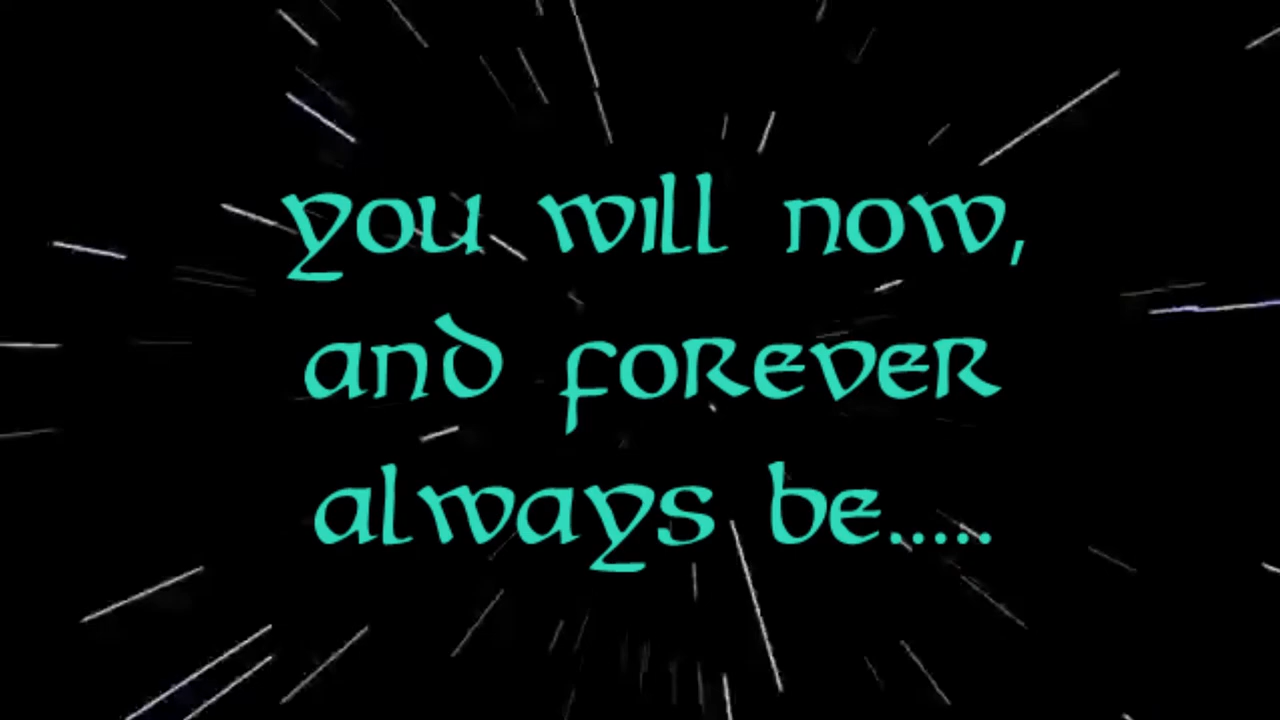 you will now,
and forever
always be.....